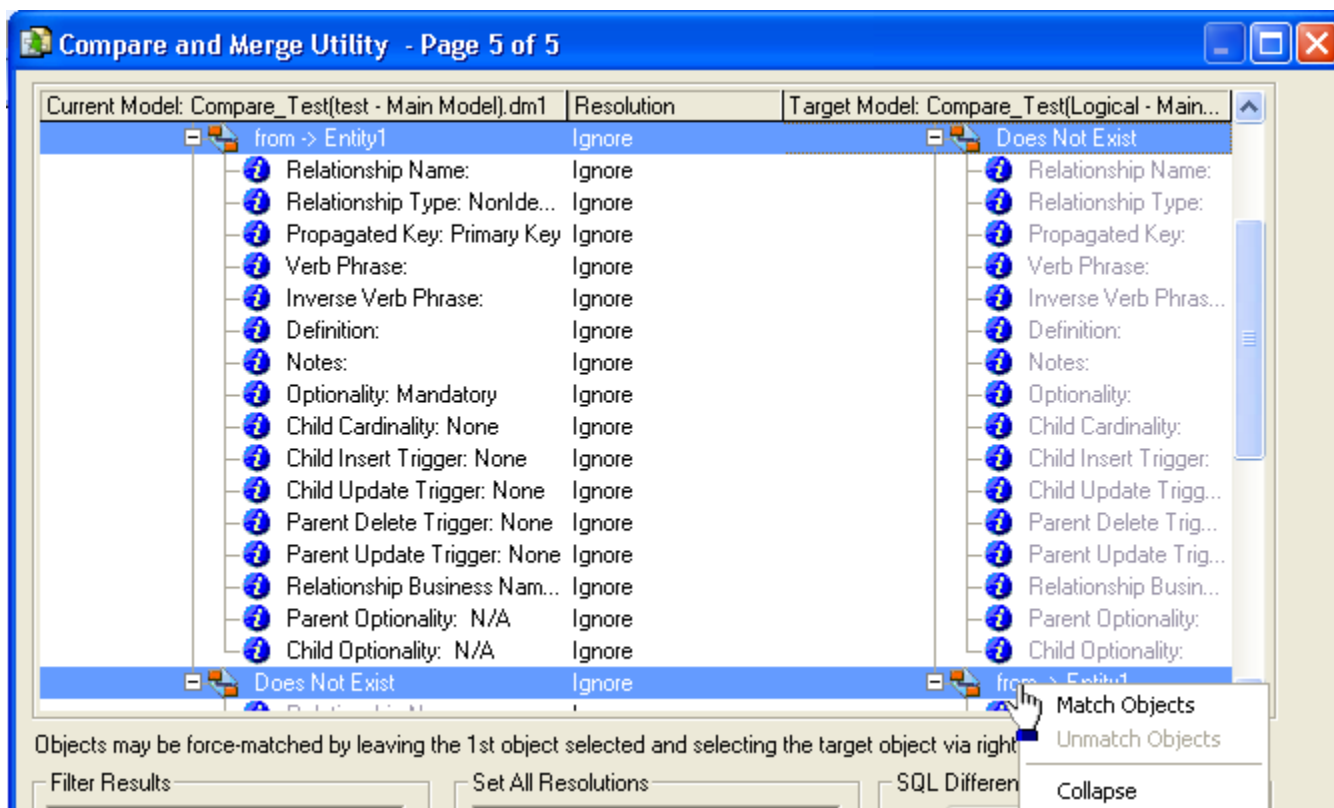 Compare and Merge Utility - Page 5 of 5
Current Model: Compare_Test(test - Main Model).dm1 Resolution Target Model: Compare_Test(Logical - Main...
from -> Entity1 Ignore Does Not Exist
Relationship Name: Ignore Relationship Name:
Relationship Type: NonIde... Ignore Relationship Type:
Propagated Key: Primary Key Ignore Propagated Key:
Verb Phrase: Ignore Verb Phrase:
Inverse Verb Phrase: Ignore Inverse Verb Phras...
Definition: Ignore Definition:
Notes: Ignore Notes:
Optionality: Mandatory Ignore Optionality:
Child Cardinality: None Ignore Child Cardinality:
Child Insert Trigger: None Ignore Child Insert Trigger:
Child Update Trigger: None Ignore Child Update Trigg...
Parent Delete Trigger: None Ignore Parent Delete Trig...
Parent Update Trigger: None Ignore Parent Update Trig...
Relationship Business Nam... Ignore Relationship Busin...
Parent Optionality: N/A Ignore Parent Optionality:
Child Optionality: N/A Ignore Child Optionality:
Does Not Exist Ignore from -> Entity1
Match Objects
Objects may be force-matched by leaving the 1st object selected and selecting the target object via right
Unmatch Objects
Filter Results Set All Resolutions SQL Differen
Collapse